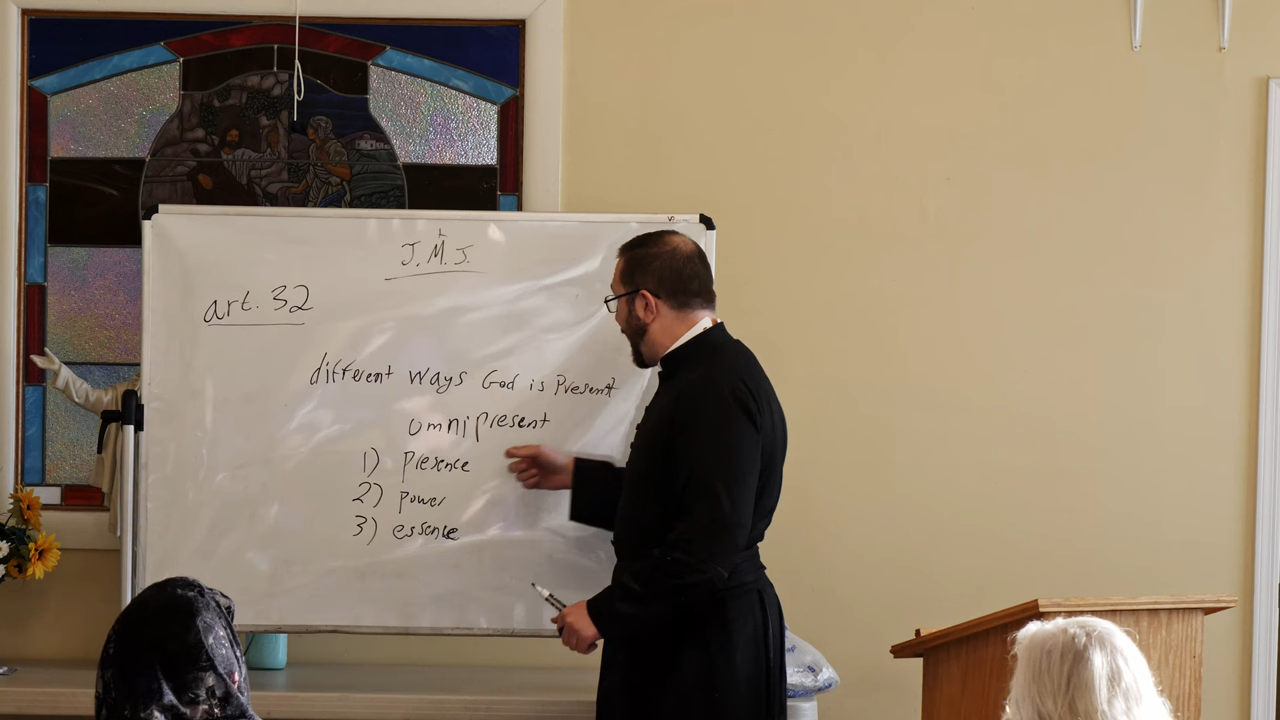 J.M.J.
art. 32
different ways God is Present
omnipresent
1) presence
2) power
3) essence